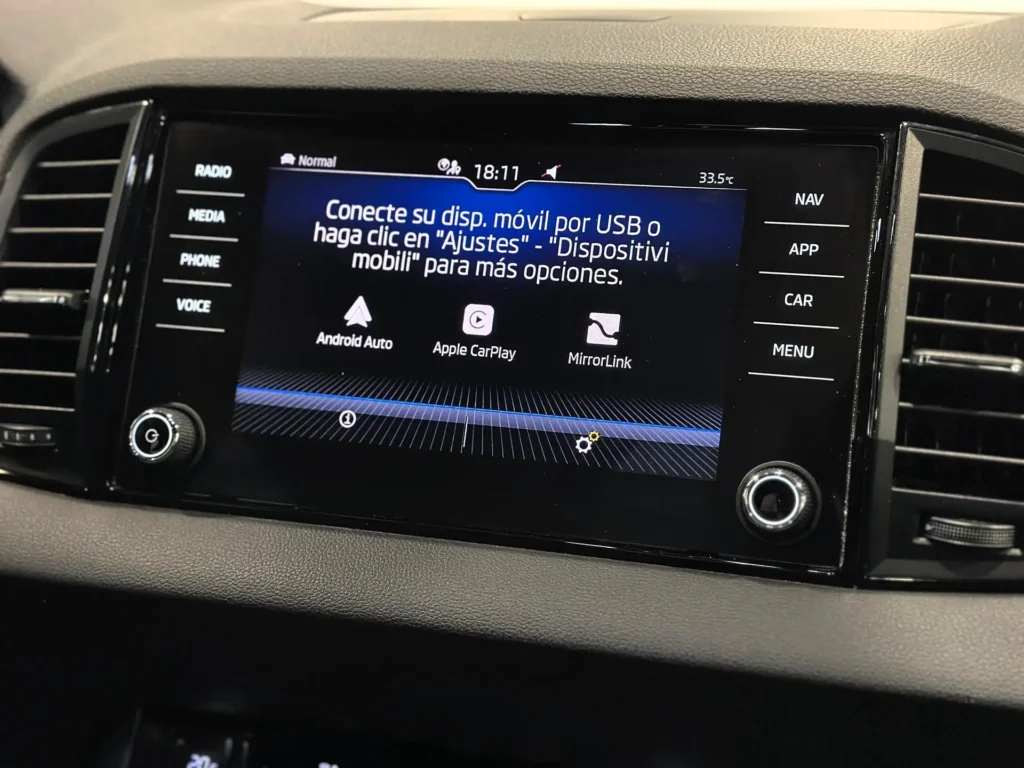 RADIO
MEDIA
PHONE
VOICE
Normal
18:11
33.5°C
Conecte su disp. móvil por USB o
haga clic en "Ajustes" - "Dispositivi
mobili" para más opciones.
Android Auto
Apple CarPlay
MirrorLink
NAV
APP
CAR
MENU